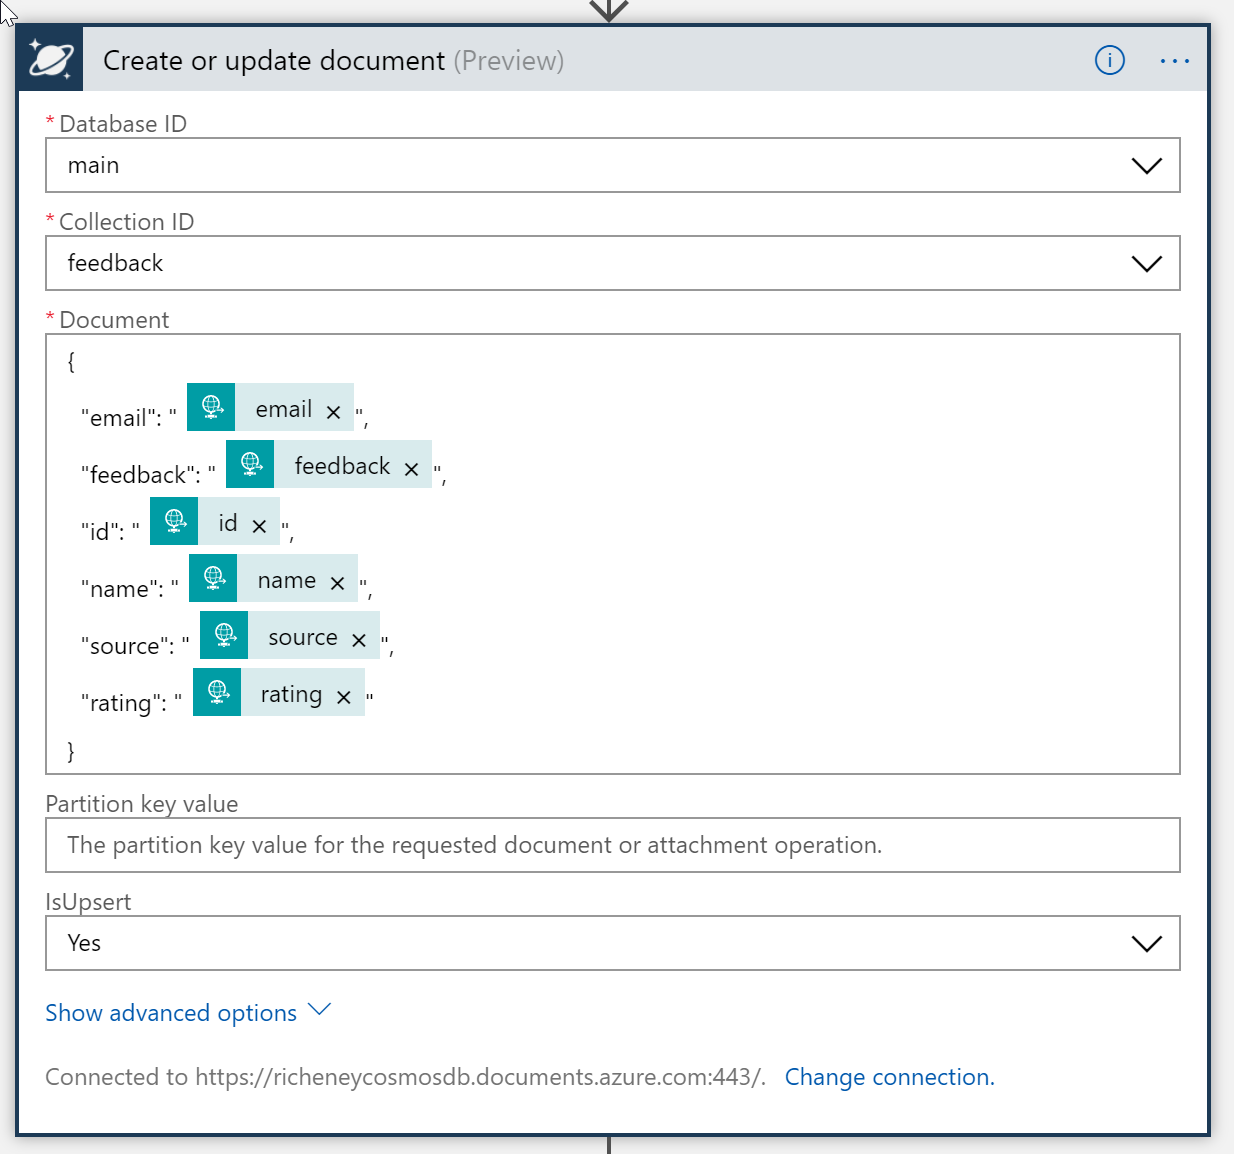 Create or update document (Preview)
* Database ID
main
* Collection ID
feedback
* Document
{
"email": " email × ",
"feedback": " feedback × ",
"id": " id × ",
"name": " name × ",
"source": " source × ",
"rating": " rating × "
}
Partition key value
The partition key value for the requested document or attachment operation.
IsUpsert
Yes
Show advanced options
Connected to https://richeneycosmosdb.documents.azure.com:443/. Change connection.